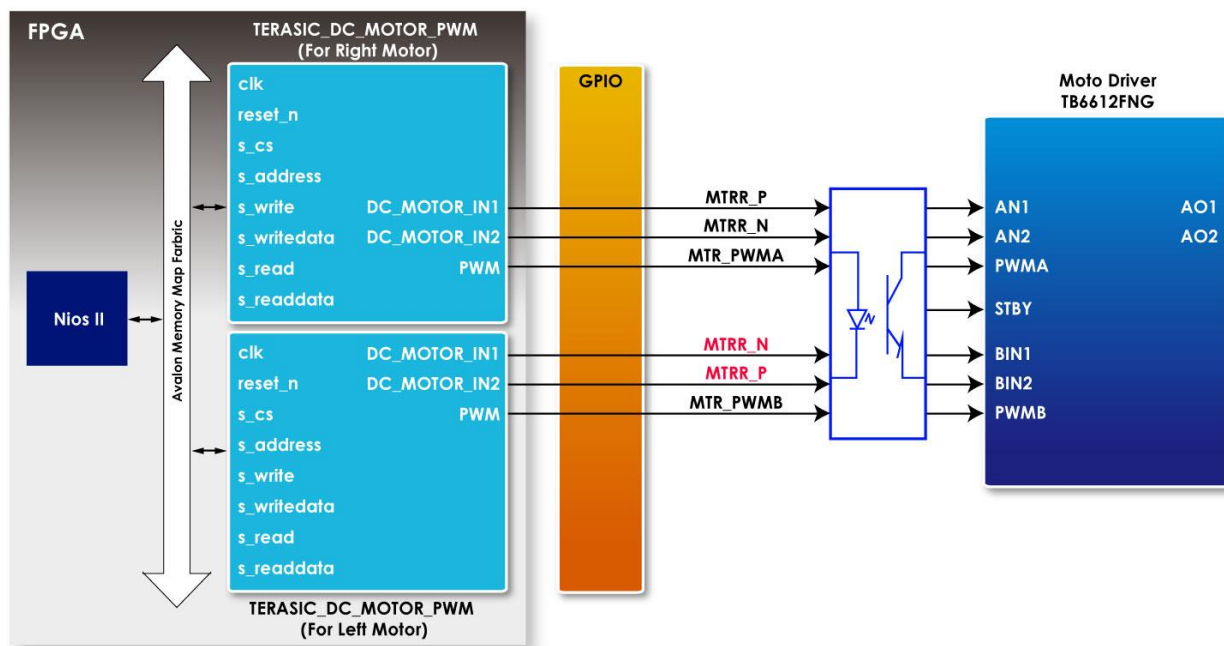 FPGA
TERASIC_DC_MOTOR_PWM
(For Right Motor)
clk
reset_n
s_cs
s_address
s_write
s_writedata
s_read
s_readdata
DC_MOTOR_IN1
DC_MOTOR_IN2
PWM
Nios II
Avalon Memory Map Farbric
clk
reset_n
s_cs
s_address
s_write
s_writedata
s_read
s_readdata
DC_MOTOR_IN1
DC_MOTOR_IN2
PWM
TERASIC_DC_MOTOR_PWM
(For Left Motor)
GPIO
MTRR_P
MTRR_N
MTR_PWMA
MTRR_N
MTRR_P
MTR_PWMB
Moto Driver
TB6612FNG
AN1
AN2
PWMA
STBY
BIN1
BIN2
PWMB
AO1
AO2